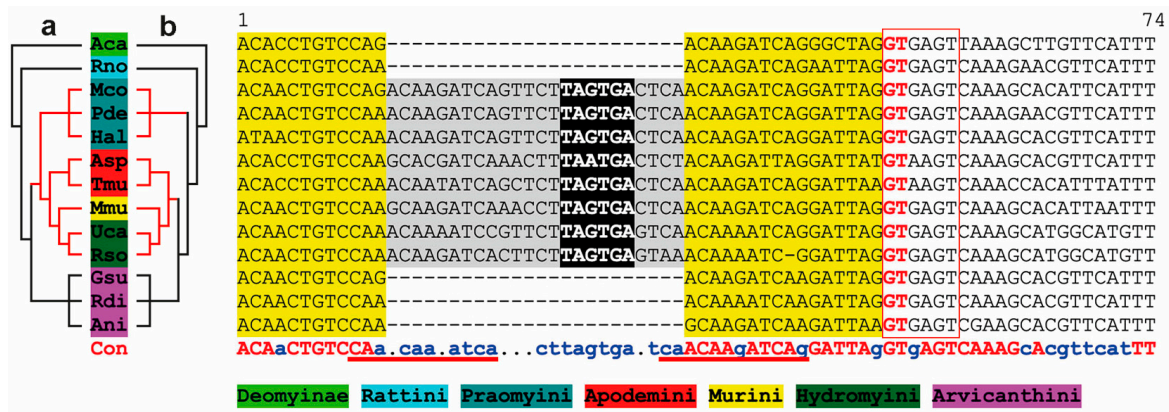 a b 1 74
Aca ACACCTGTCCAG------------------------ACAAGATCAGGGCTAGGTGAGTTAAAGCTTGTTCATTT
Rno ACACCTGTCCAA------------------------ACAAGATCAGAATTAGGTGAGTCAAAGAACGTTCATTT
Mco ACAACTGTCCAGACAAGATCAGTTCTTAGTGACTCAACAAGATCAGGATTAGGTGAGTCAAAGCACATTCATTT
Pde ACAACTGTCCAAACAAGATCAGTTCTTAGTGACTCAACAAGATCAGGATTAGGTGAGTCAAAGAACGTTCATTT
Hal ATAACTGTCCAAACAAGATCAGTTCTTAGTGACTCAACAAGATCAGGATTAGGTGAGTCAAAGCACGTTCATTT
Asp ACACCTGTCCAAGCACGATCAAACTTTAATGACTCTACAAGATTAGGATTATGTAAGTCAAAGCACGTTCATTT
Tmu ACACCTGTCCAAACAATATCAGCTCTTAGTGACTCAACAAGATCAGGATTAAGTAAGTCAAACCACATTTATTT
Mmu ACAACTGTCCAAGCAAGATCAAACCTTAGTGACTCAACAAGATCAGGATTAGGTGAGTCAAAGCACATTAATTT
Uca ACAACTGTCCAAACAAAATCCGTTCTTAGTGAGTCAACAAAATCAGGATTAGGTGAGTCAAAGCATGGCATGTT
Rso ACAACTGTCCAAACAAGATCACTTCTTAGTGAGTAAACAAAATC-GGATTAGGTGAGTCAAAGCATGGCATGTT
Gsu ACAACTGTCCAG------------------------ACAAGATCAGGATTAGGTGAGTCAAAGCACGTTCATTT
Rdi ACAACTGTCCAA------------------------ACAAAATCAAGATTAGGTGAGTCAAAGCACGTTCATTT
Ani ACAACTGTCCAA------------------------GCAAGATCAGGATTAAGTGAGTCGAAGCACGTTCATTT
Con ACAaCTGTCCAa.caa.atca...cttagtga.tcaACAAgATCAgGATTAgGTgAGTCAAAGcAcgttcatTT
Deomyinae Rattini Praomyini Apodemini Murini Hydromyini Arvicanthini